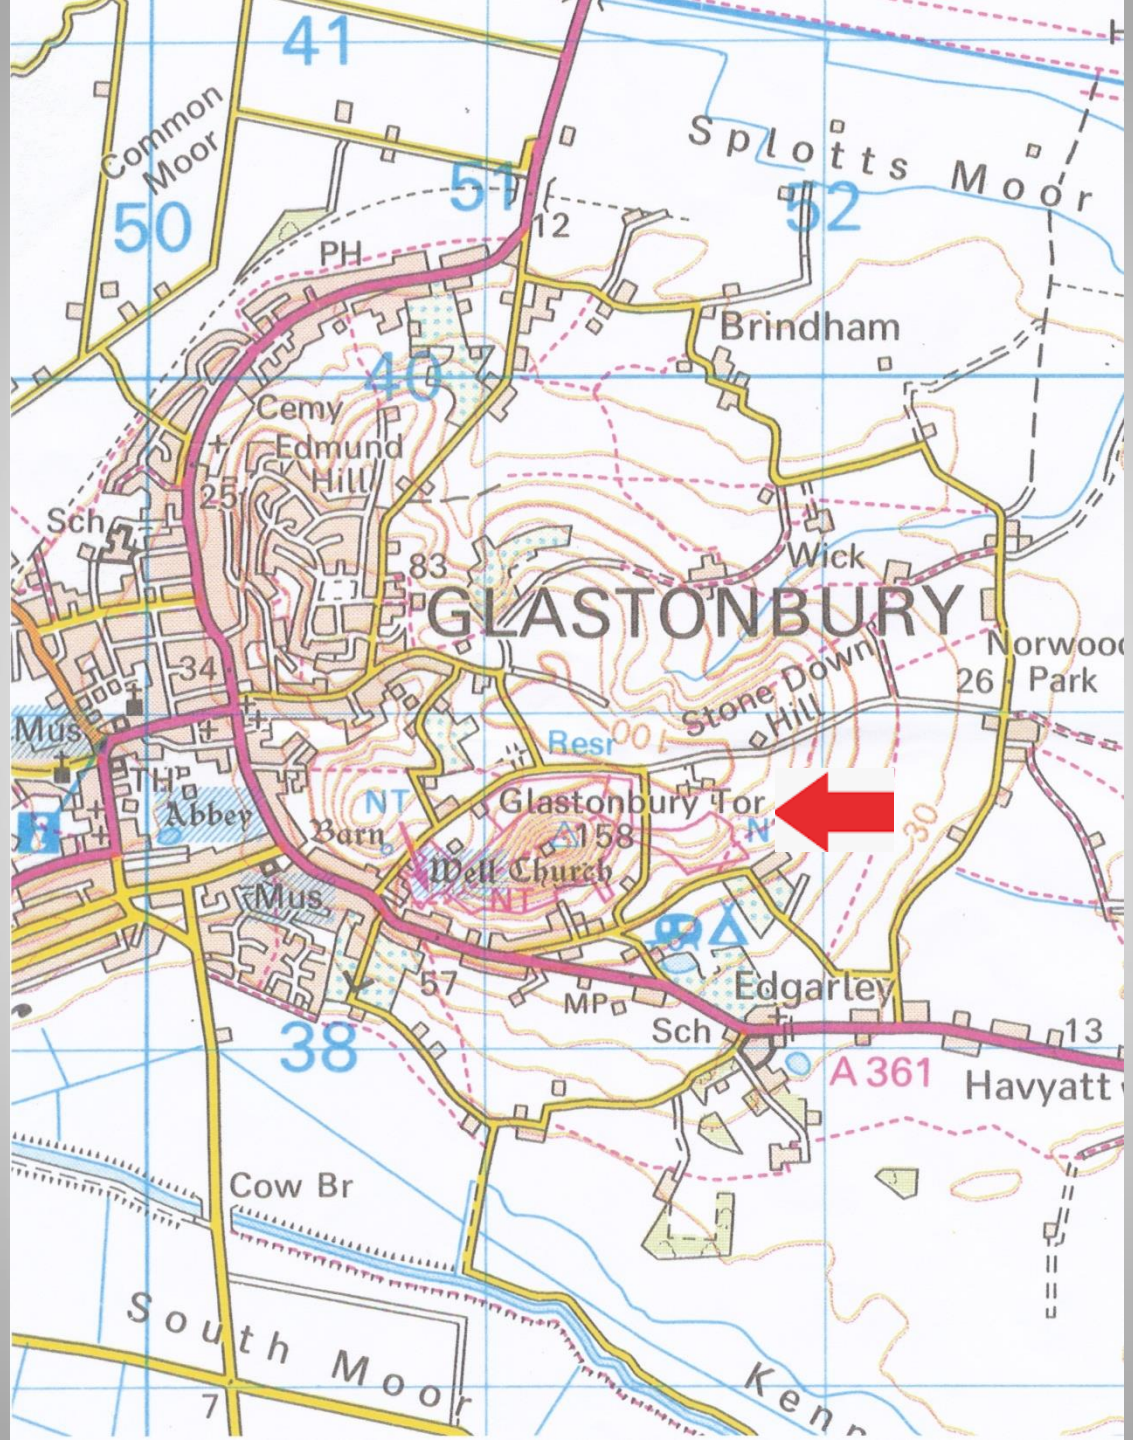 41
Common
Moor
Splotts Moor
51
52
50
12
PH
Brindham
40
Cemy
Edmund
Hill
25
Sch
83
Wick
GLASTONBURY
Norwood
Park
34
26
Stone Down
Hill
Mus
Resr
100
TH
NT
Glastonbury Tor
Abbey
Barn
158
N
30
Well
Church
Mus
NT
57
MP
Edgarley
Sch
38
13
A 361
Havyatt
Cow Br
South Moor
7
Kenn